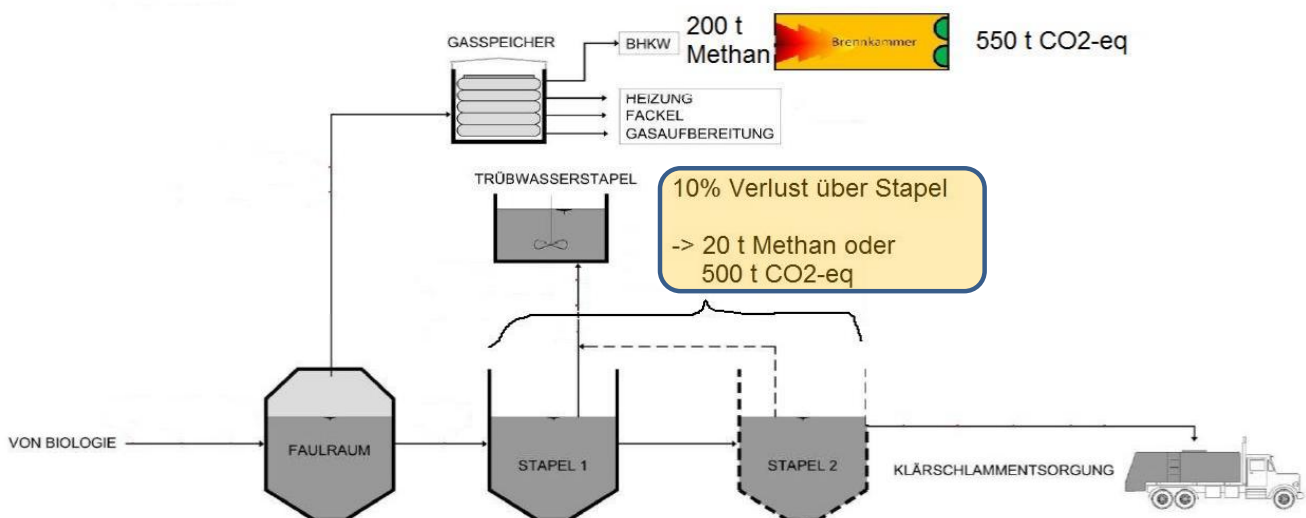 GASSPEICHER
BHKW
200 t
Methan
Brennkammer
550 t CO2-eq
HEIZUNG
FACKEL
GASAUFBEREITUNG
TRÜBWASSERSTAPEL
10% Verlust über Stapel
-> 20 t Methan oder
500 t CO2-eq
VON BIOLOGIE
FAULRAUM
STAPEL 1
STAPEL 2
KLÄRSCHLAMMENTSORGUNG